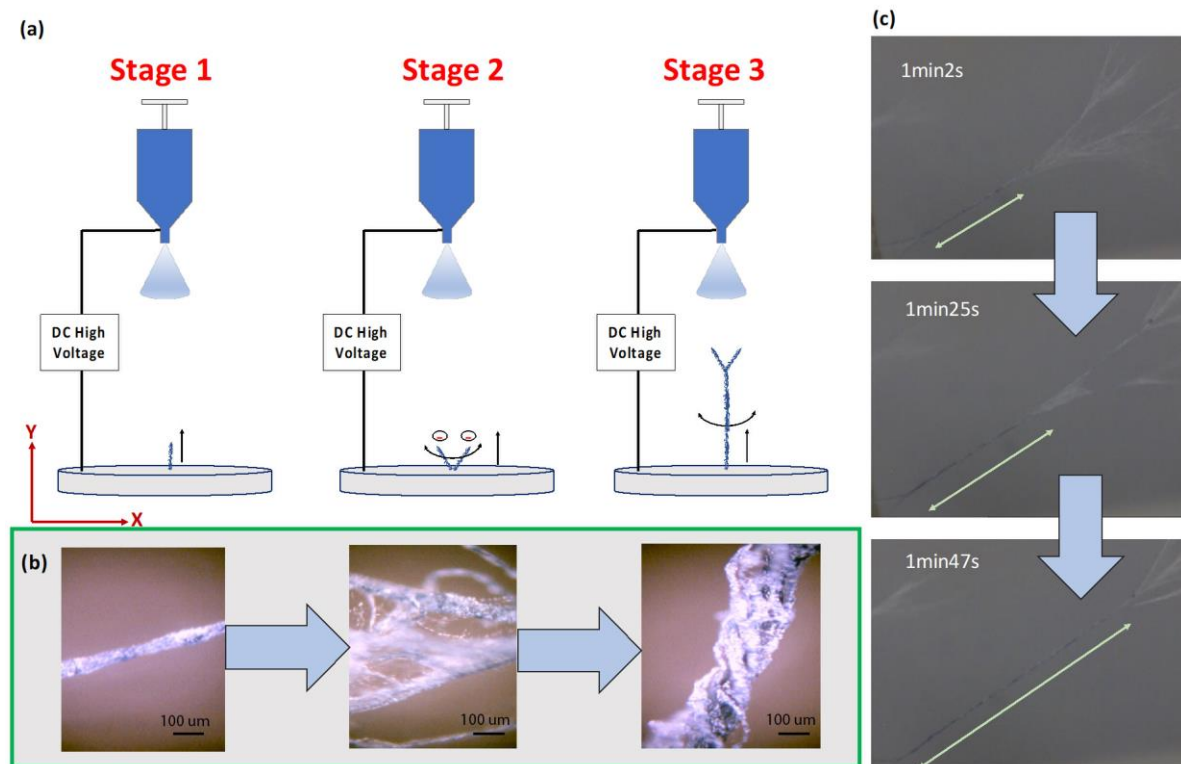 (a)
Stage 1
Stage 2
Stage 3
DC High
Voltage
DC High
Voltage
DC High
Voltage
Y
X
(b)
100 um
100 um
100 um
(c)
1min2s
1min25s
1min47s